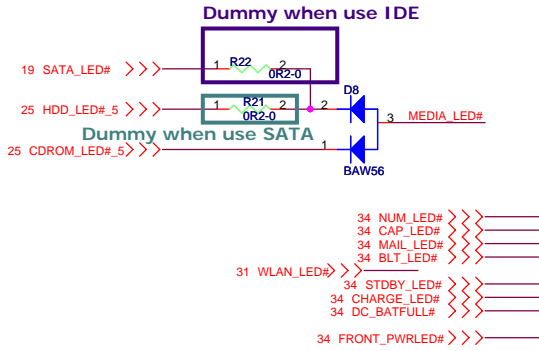 Dummy when use IDE
R22
1 2
19 SATA_LED#
0R2-0
D8
R21
25 HDD_LED#_5 1 2 2
0R2-0
3 MEDIA_LED#
Dummy when use SATA
25 CDROM_LED#_5 1
BAW56
34 NUM_LED#
34 CAP_LED#
34 MAIL_LED#
34 BLT_LED#
31 WLAN_LED#
34 STDBY_LED#
34 CHARGE_LED#
34 DC_BATFULL#
34 FRONT_PWRLED#